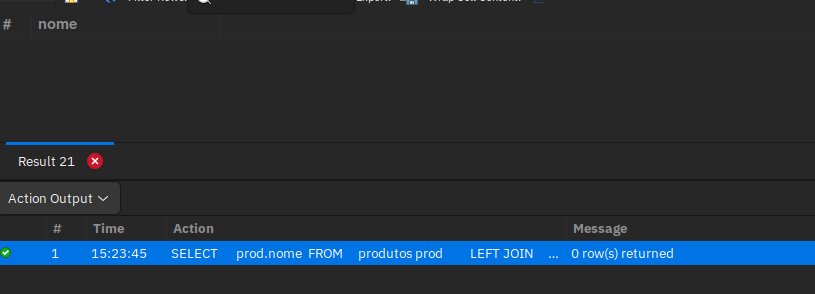 # nome
Result 21
Action Output
# Time Action Message
1 15:23:45 SELECT prod.nome FROM produtos prod LEFT JOIN ... 0 row(s) returned